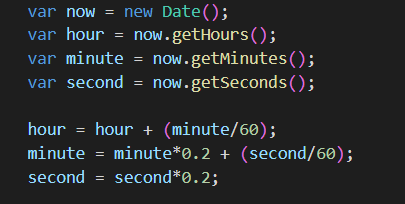 var now = new Date();
var hour = now.getHours();
var minute = now.getMinutes();
var second = now.getSeconds();
hour = hour + (minute/60);
minute = minute*0.2 + (second/60);
second = second*0.2;